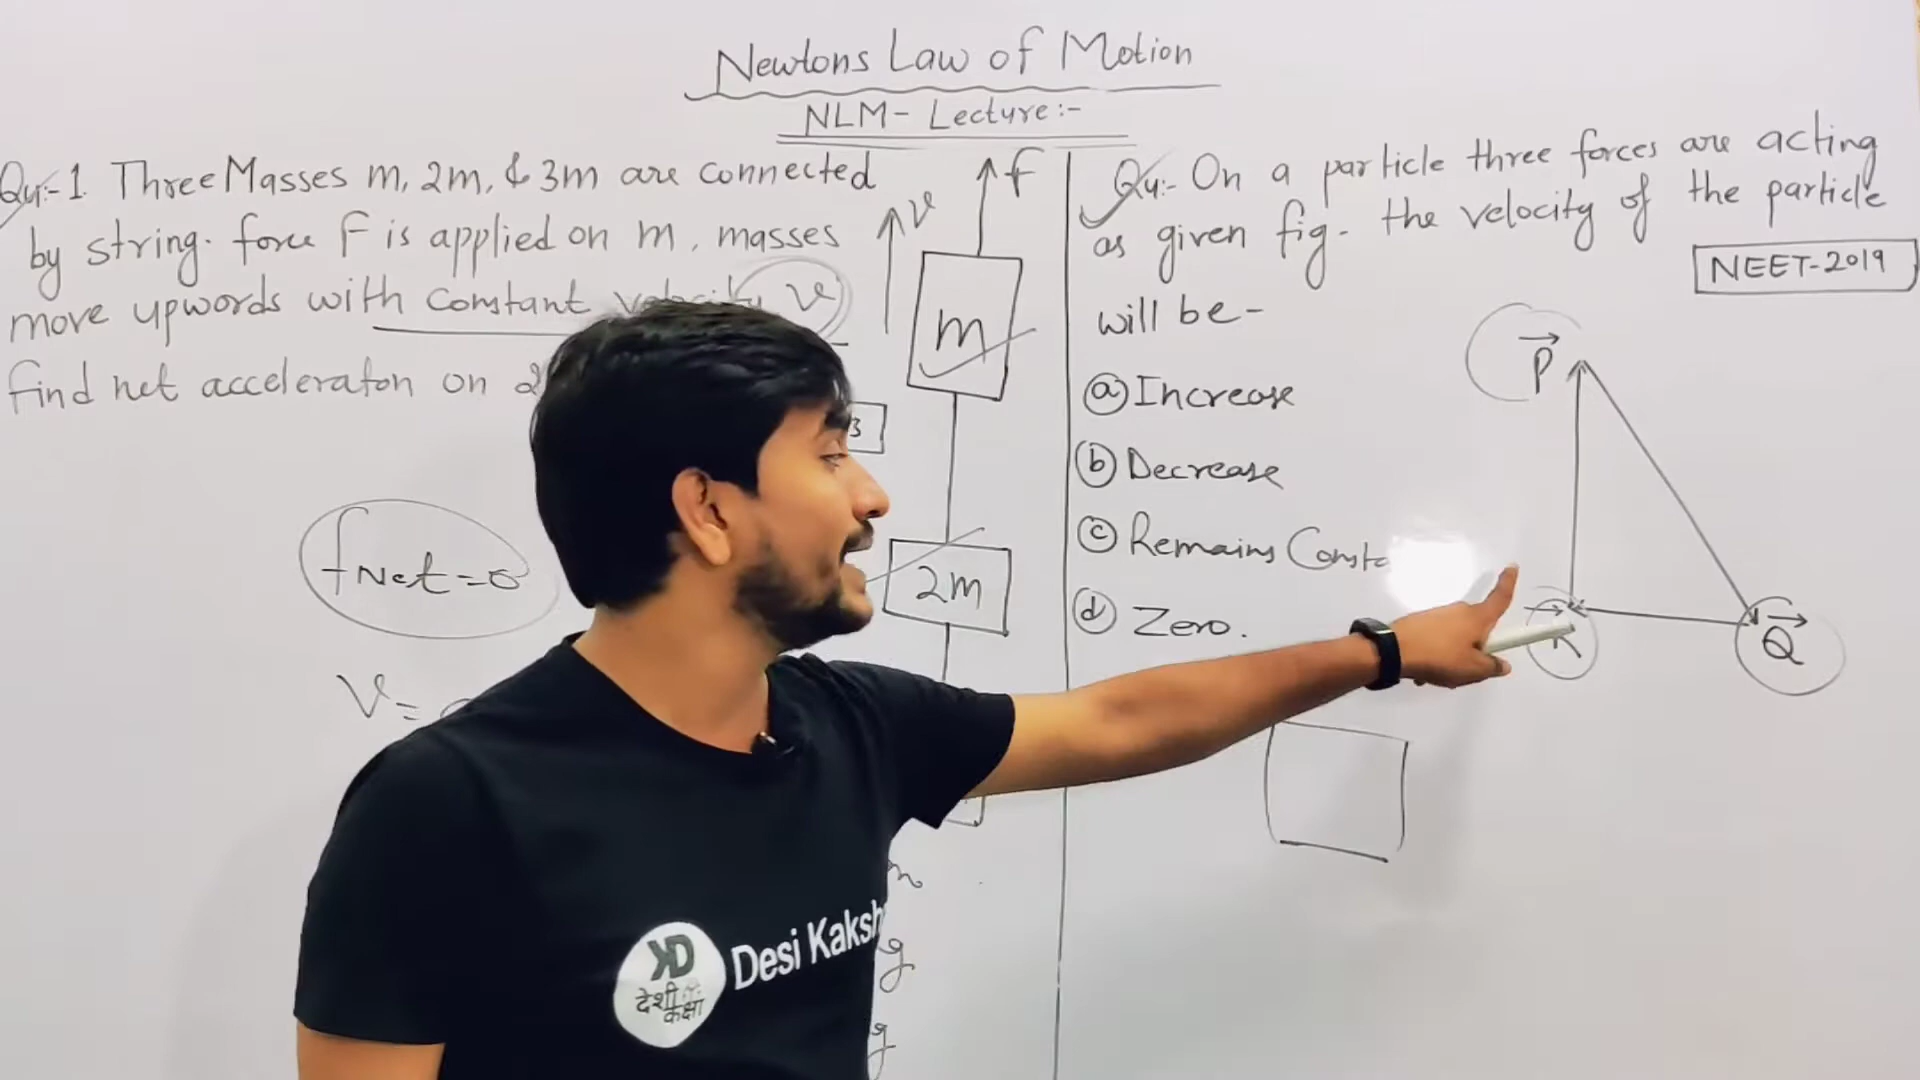 Newtons Law of Motion
NLM- Lecture:-
Qu:-1. Three Masses m, 2m, & 3m are connected
by string. force F is applied on m, masses
move upwords with constant velocity v
find net acceleraton on 2
fNet=0
V=
v
F
m
2m
Qu:- On a particle three forces are acting
as given fig- the velocity of the particle
will be-
NEET-2019
(a) Increase
(b) Decrease
(c) Remains Consta
(d) Zero.
P
Q
KD
देशी
कक्षा
Desi Kaksh
g
g